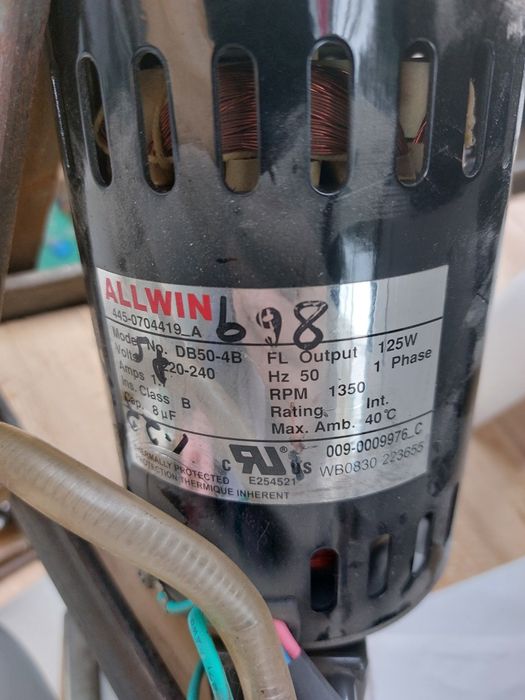 ALLWIN
698
445-0704419_A
Model No. DB50-4B
Volts 220-240
Amps
Ins. Class B
Cap. 8 µF
FL Output 125W
Hz 50 1 Phase
RPM 1350
Rating Int.
Max. Amb. 40°C
THERMALLY PROTECTED
PROTECTION THERMIQUE INHERENT
c RU US
E254521
009-0009976_C
WB0830 223655